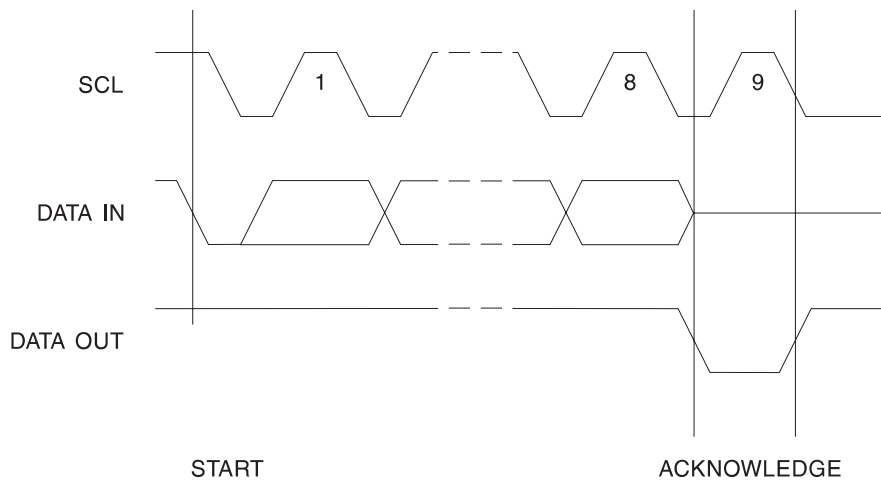 SCL
1
8
9
DATA IN
DATA OUT
START
ACKNOWLEDGE